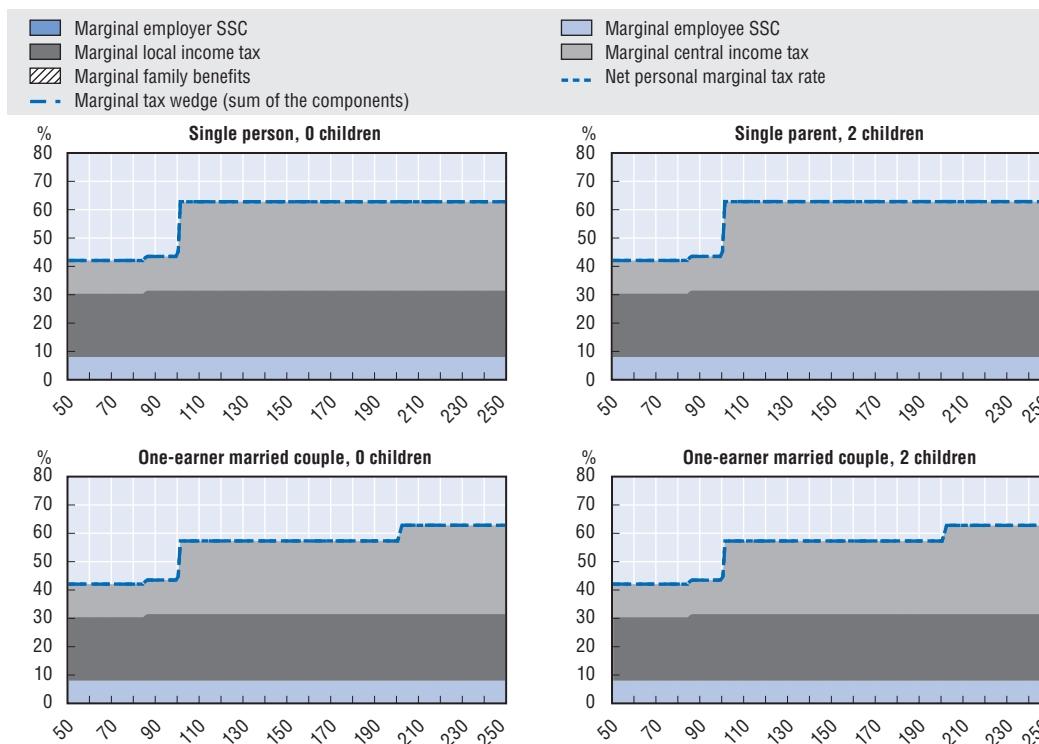 Marginal employer SSC
Marginal employee SSC
Marginal local income tax
Marginal central income tax
Marginal family benefits
Net personal marginal tax rate
Marginal tax wedge (sum of the components)
% Single person, 0 children
80
70
60
50
40
30
20
10
0
50 70 90 110 130 150 170 190 210 230 250
% Single parent, 2 children
80
70
60
50
40
30
20
10
0
50 70 90 110 130 150 170 190 210 230 250
% One-earner married couple, 0 children
80
70
60
50
40
30
20
10
0
50 70 90 110 130 150 170 190 210 230 250
% One-earner married couple, 2 children
80
70
60
50
40
30
20
10
0
50 70 90 110 130 150 170 190 210 230 250